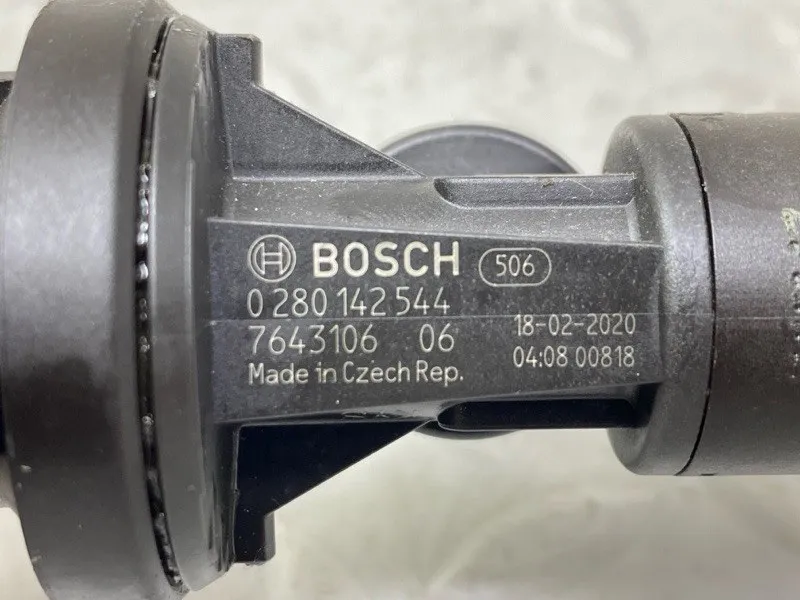 BOSCH 506
0 280 142 544
7643106 06 18-02-2020
Made in Czech Rep. 04:08 00818